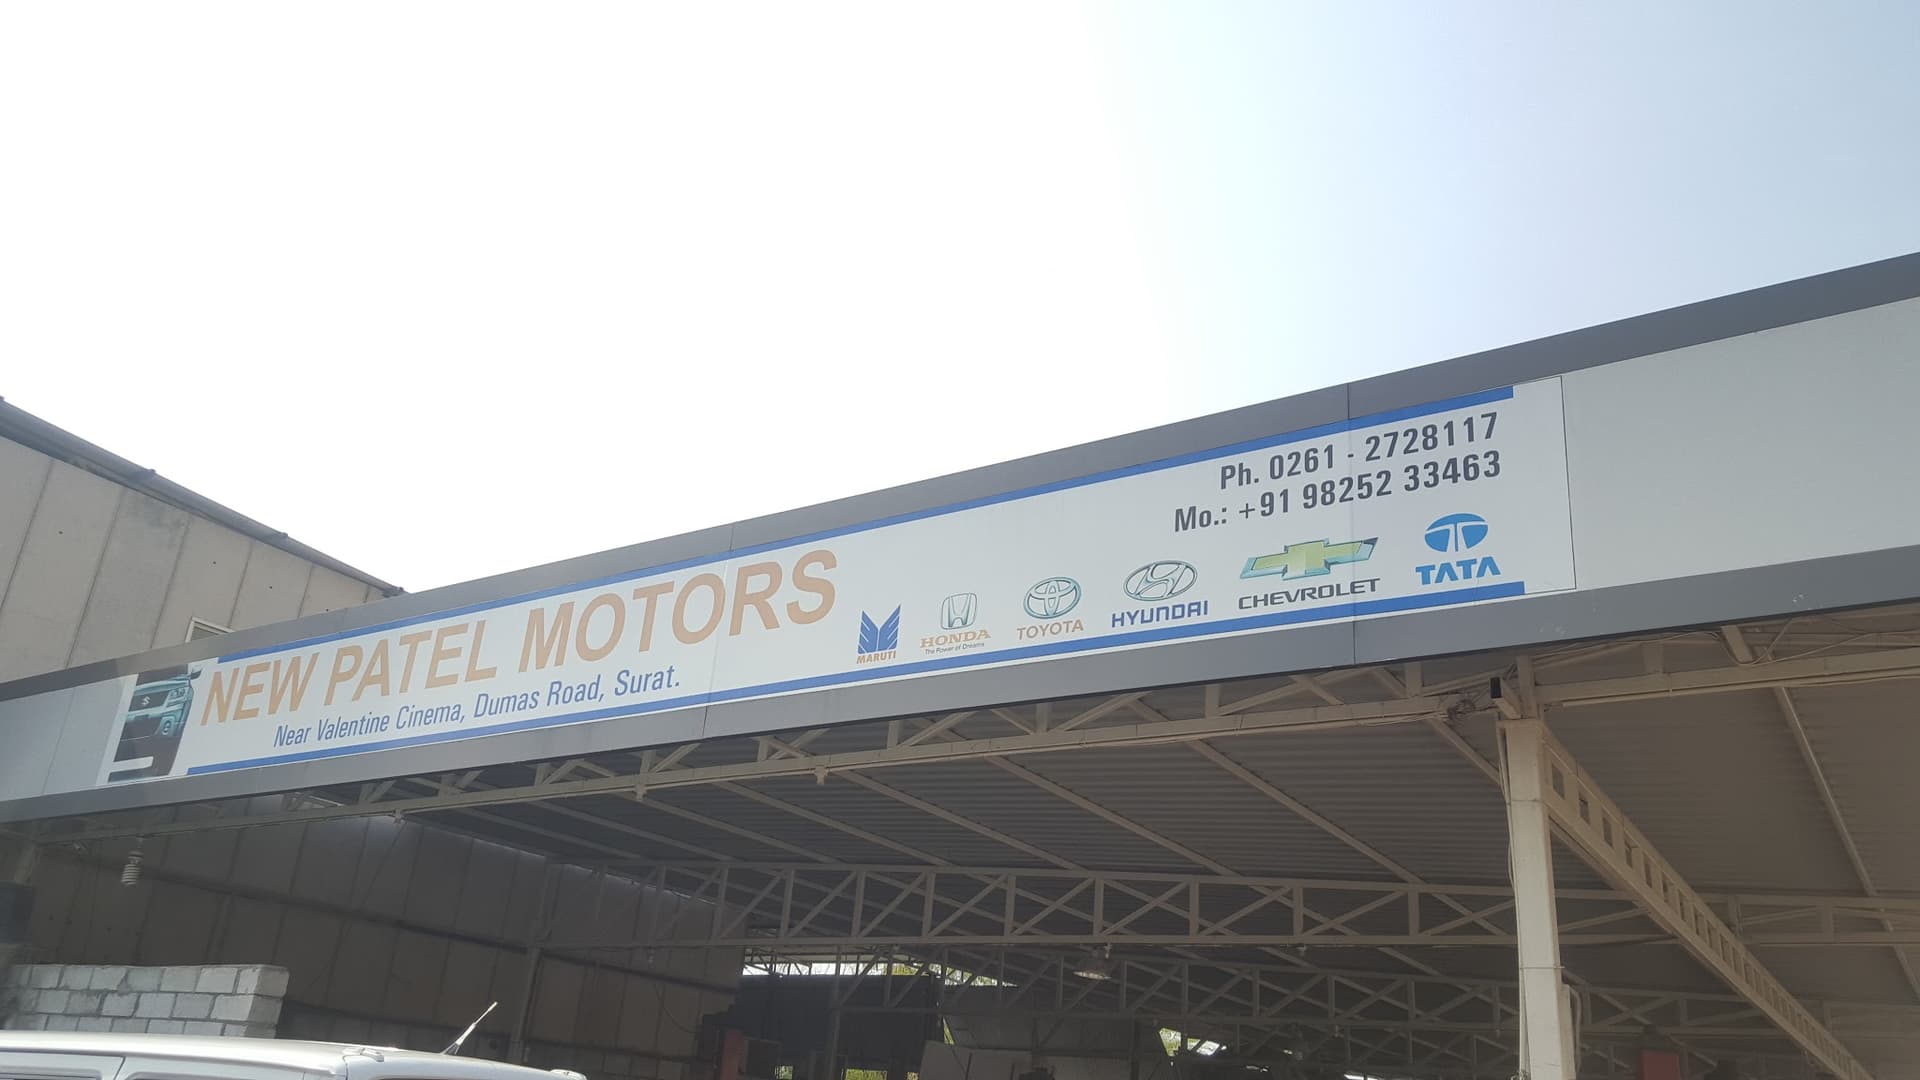 NEW PATEL MOTORS
Near Valentine Cinema, Dumas Road, Surat.
Ph. 0261 - 2728117
Mo.: +91 98252 33463
MARUTI
HONDA
The Power of Dreams
TOYOTA
HYUNDAI
CHEVROLET
TATA